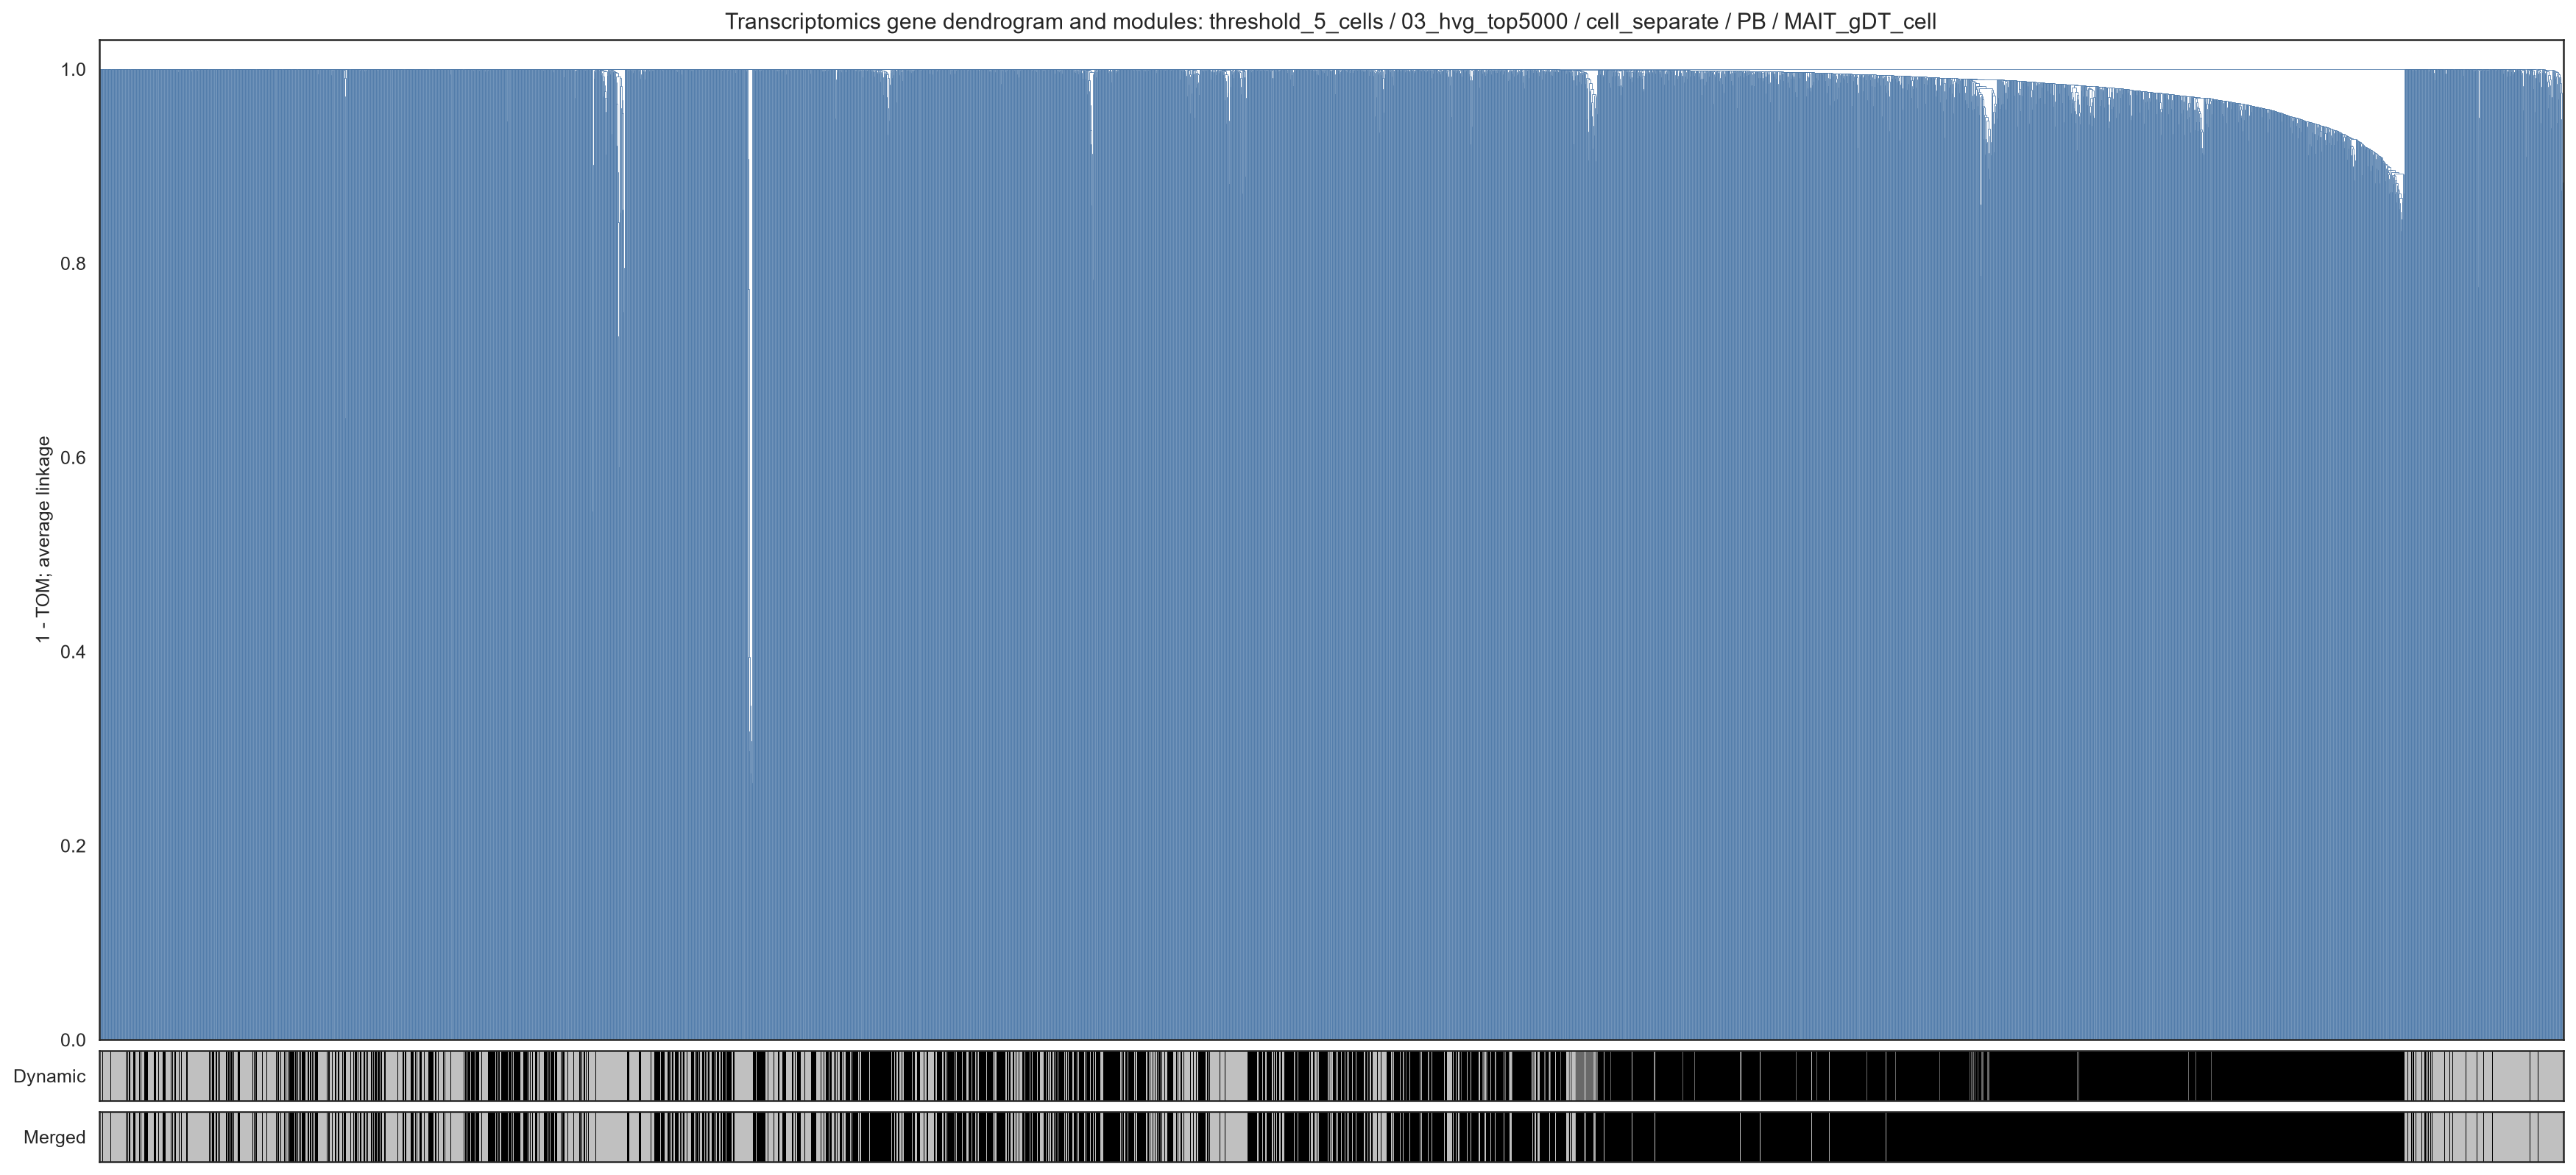 Transcriptomics gene dendrogram and modules: threshold_5_cells / 03_hvg_top5000 / cell_separate / PB / MAIT_gDT_cell
1.0
0.8
0.6
0.4
0.2
0.0
1 - TOM; average linkage
Dynamic
Merged